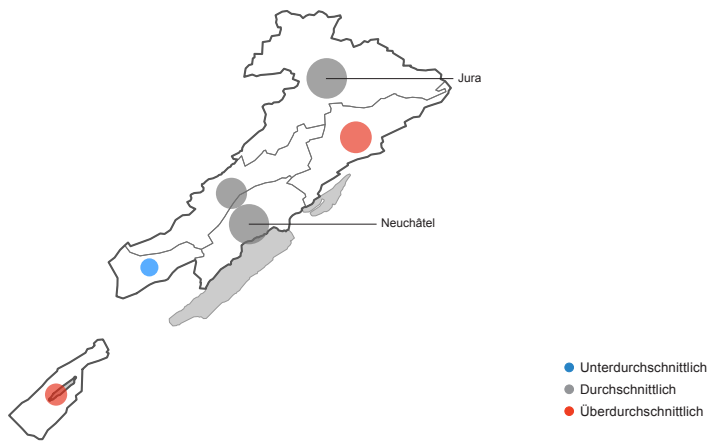 Jura
Neuchâtel
Unterdurchschnittlich
Durchschnittlich
Überdurchschnittlich